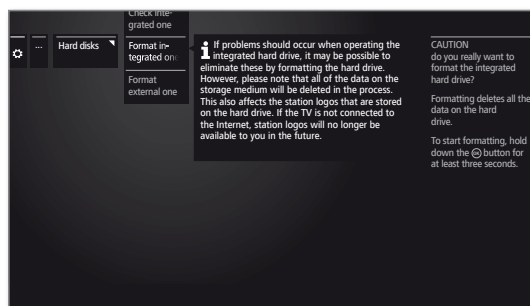 Check inte-
grated one
...
Hard disks
Format in-
tegrated one
Format
external one
If problems should occur when operating the
integrated hard drive, it may be possible to
eliminate these by formatting the hard drive.
However, please note that all of the data on the
storage medium will be deleted in the process.
This also affects the station logos that are stored
on the hard drive. If the TV is not connected to
the Internet, station logos will no longer be
available to you in the future.
CAUTION
do you really want to
format the integrated
hard drive?
Formatting deletes all the
data on the hard
drive.
To start formatting, hold
down the OK button for
at least three seconds.